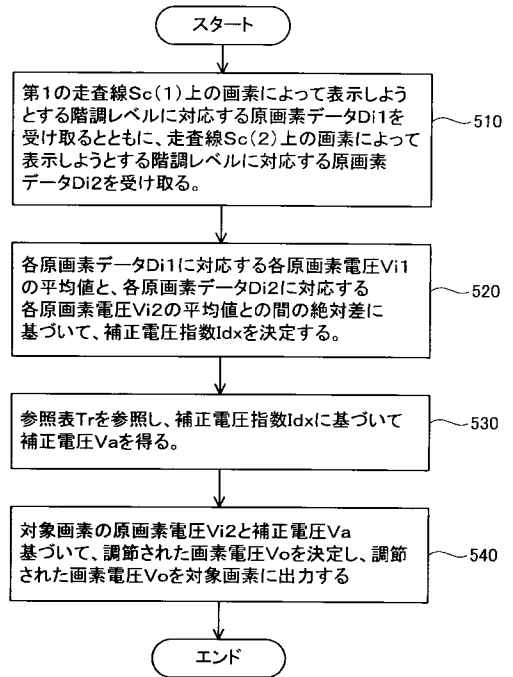 スタート
第1の走査線Sc(1)上の画素によって表示しよう
とする階調レベルに対応する原画素データDi1を
受け取るとともに、走査線Sc(2)上の画素によって
表示しようとする階調レベルに対応する原画素
データDi2を受け取る。
510
各原画素データDi1に対応する各原画素電圧Vi1
の平均値と、各原画素データDi2に対応する
各原画素電圧Vi2の平均値との間の絶対差に
基づいて、補正電圧指数Idxを決定する。
520
参照表Trを参照し、補正電圧指数Idxに基づいて
補正電圧Vaを得る。
530
対象画素の原画素電圧Vi2と補正電圧Va
基づいて、調節された画素電圧Voを決定し、調節
された画素電圧Voを対象画素に出力する
540
エンド